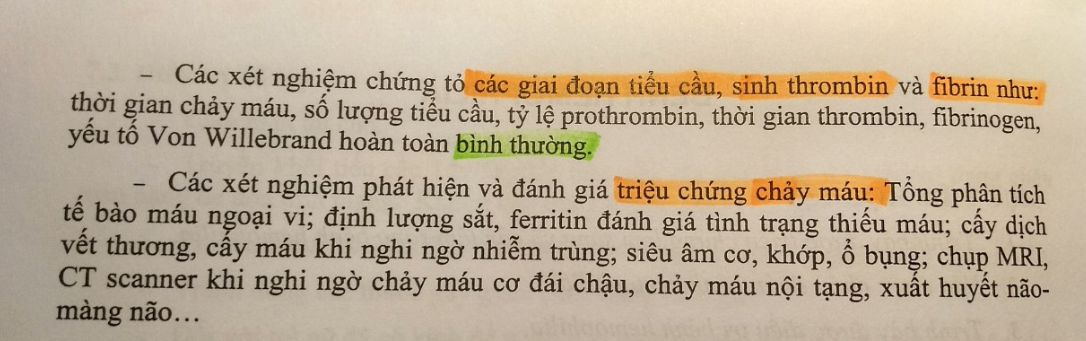 – Các xét nghiệm chứng tỏ các giai đoạn tiểu cầu, sinh thrombin và fibrin như:
thời gian chảy máu, số lượng tiểu cầu, tỷ lệ prothrombin, thời gian thrombin, fibrinogen,
yếu tố Von Willebrand hoàn toàn bình thường.
– Các xét nghiệm phát hiện và đánh giá triệu chứng chảy máu: Tổng phân tích
tế bào máu ngoại vi; định lượng sắt, ferritin đánh giá tình trạng thiếu máu; cấy dịch
vết thương, cấy máu khi nghi ngờ nhiễm trùng; siêu âm cơ, khớp, ổ bụng; chụp MRI,
CT scanner khi nghi ngờ chảy máu cơ đái chậu, chảy máu nội tạng, xuất huyết não-
màng não…